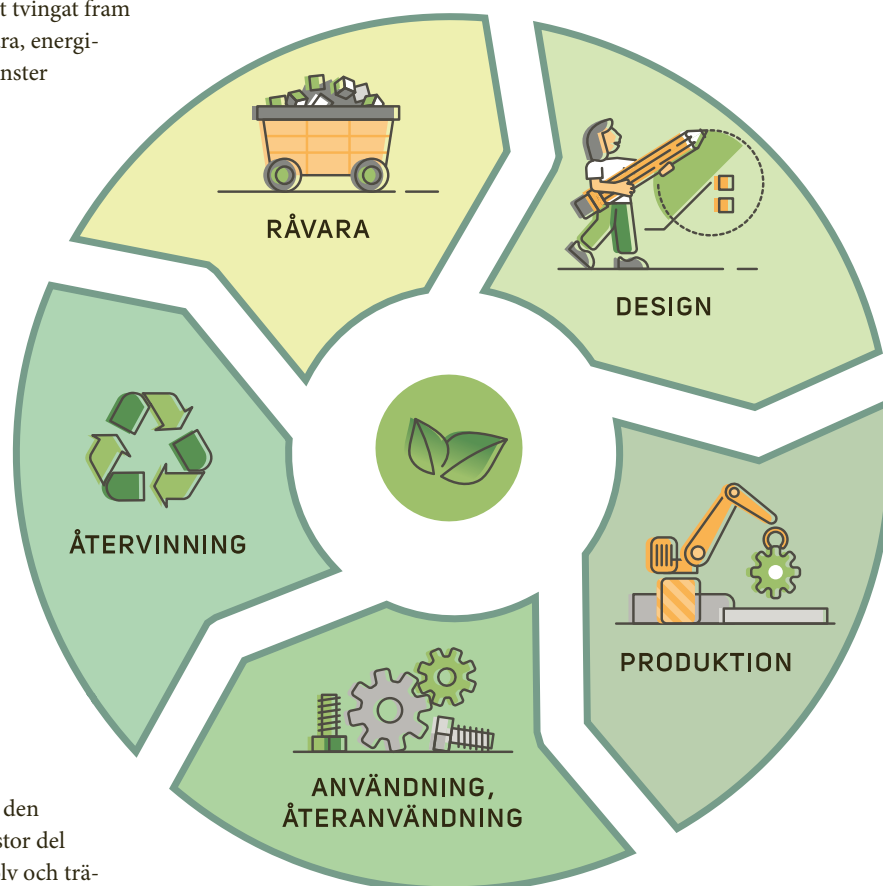 t tvingat fram
ra, energi-
nster
RÅVARA
DESIGN
PRODUKTION
ANVÄNDNING,
ÅTERANVÄNDNING
ÅTERVINNING
den
stor del
lv och trä-